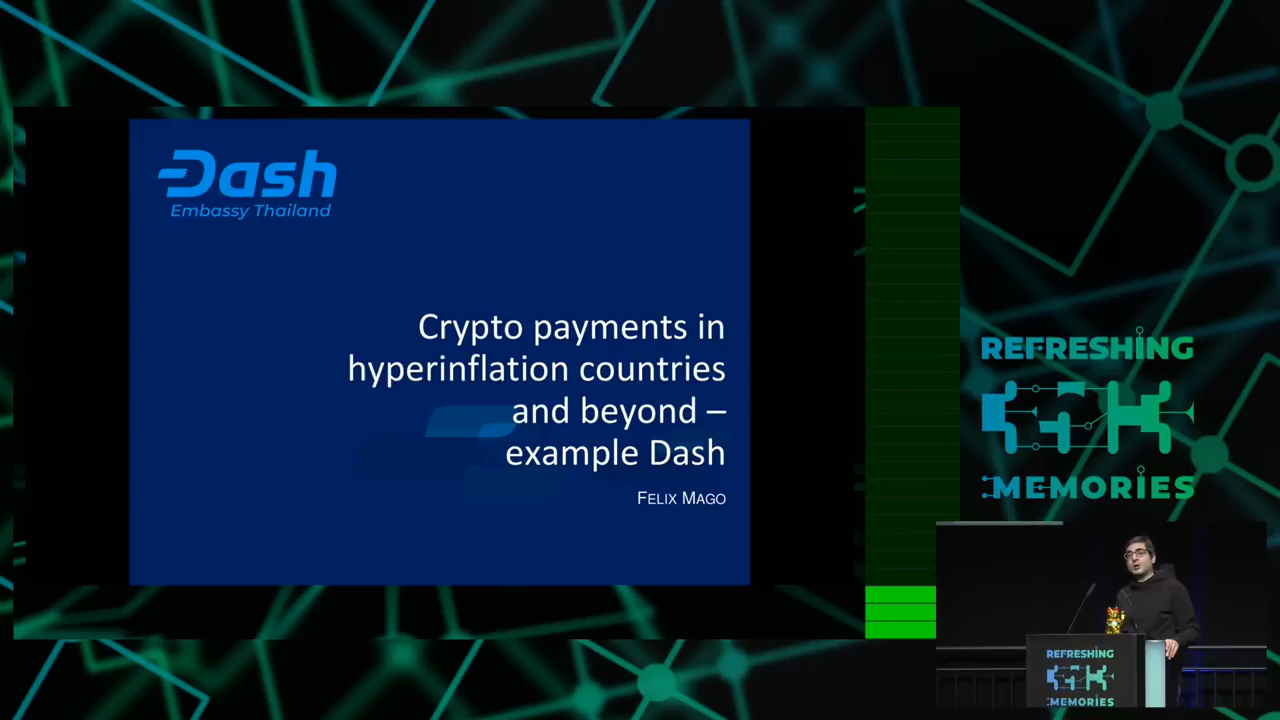 Dash
Embassy Thailand
Crypto payments in
hyperinflation countries
and beyond –
example Dash
FELIX MAGO
REFRESHING
MEMORIES
REFRESHING
MEMORIES